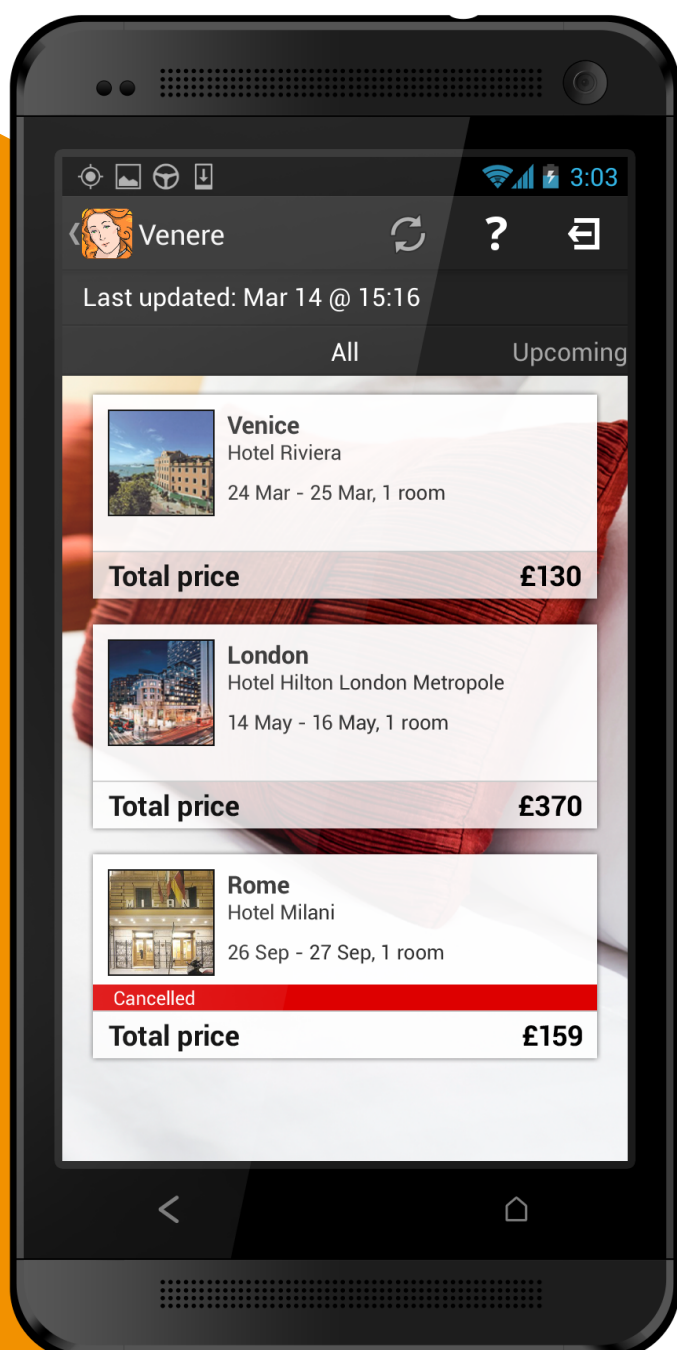 3:03
Venere
?
Last updated: Mar 14 @ 15:16
All Upcoming
Venice
Hotel Riviera
24 Mar - 25 Mar, 1 room
Total price £130
London
Hotel Hilton London Metropole
14 May - 16 May, 1 room
Total price £370
MILANI
Rome
Hotel Milani
26 Sep - 27 Sep, 1 room
Cancelled
Total price £159